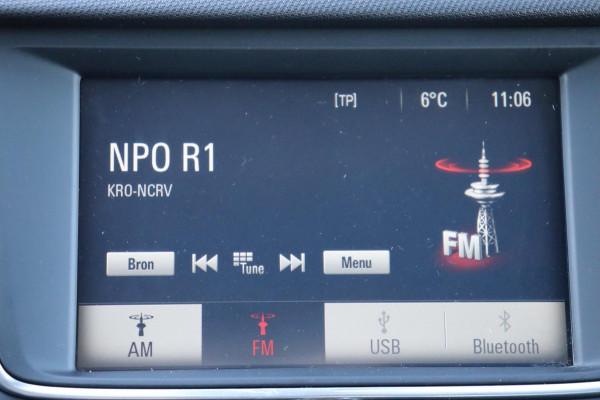 [TP] 6°C 11:06
NPO R1
KRO-NCRV
FM
Bron Tune Menu
AM FM USB Bluetooth